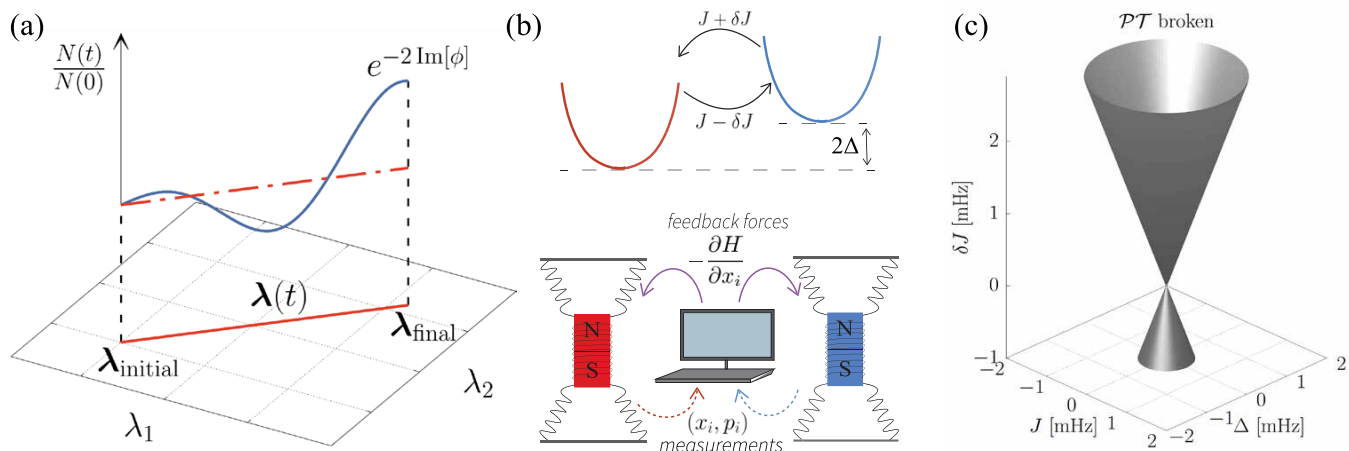 (a)
N(t)
N(0)
e^{-2 Im[ϕ]}
λ(t)
λ_initial
λ_final
λ_1
λ_2
(b)
J + δJ
J − δJ
2Δ
feedback forces
− ∂H
∂x_i
N
S
N
S
(x_i, p_i)
measurements
(c)
PT broken
2
1
0
−1
δJ [mHz]
−2
−1
0
1
2
J [mHz]
−2
−1
0
1
2
Δ [mHz]